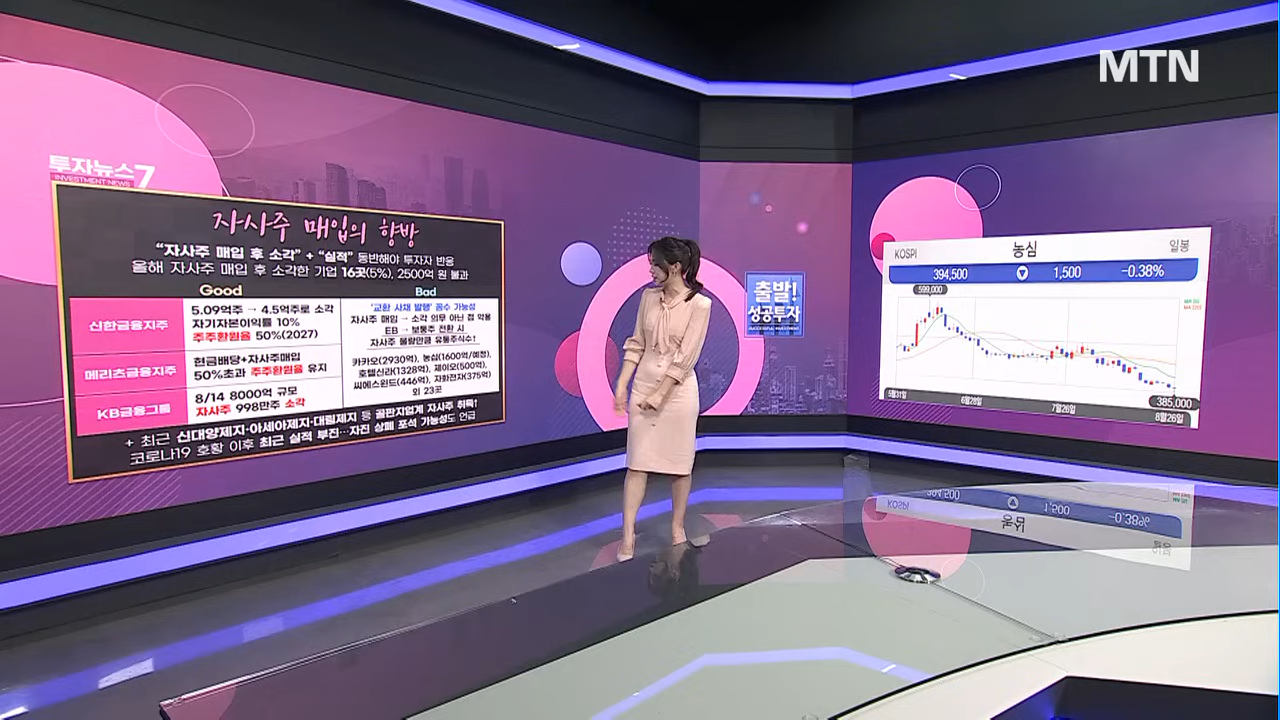 MTN
투자뉴스7
INVESTMENT NEWS
자사주 매입의 향방
“자사주 매입 후 소각” + “실적” 동반해야 투자자 반응
올해 자사주 매입 후 소각한 기업 16곳(5%), 2500억 원 불과
Good
Bad
신한금융지주
5.09억주 → 4.5억주로 소각
자기자본이익률 10%
주주환원율 50%(2027)
메리츠금융지주
현금배당+자사주매입
50%초과 주주환원율 유지
KB금융그룹
8/14 8000억 규모
자사주 998만주 소각
‘교환 사채 발행’ 꼼수 가능성
자사주 매입 → 소각 의무 아닌 점 악용
EB → 보통주 전환 시
자사주 물량만큼 유통주식수↑
카카오(2930억), 농심(1600억/예정),
호텔신라(1328억), 제이오(500억),
씨에스윈드(446억), 자화전자(375억)
외 23곳
+ 최근 신대양제지·아세아제지·대림제지 등 골판지업계 자사주 취득↑
코로나19 호황 이후 최근 실적 부진…자진 상폐 포석 가능성도 언급
출발!
성공투자
SUCCESSFUL INVESTMENT
KOSPI
농심
일봉
394,500
1,500
-0.38%
599,000
385,000
5월31일
6월28일
7월26일
8월26일